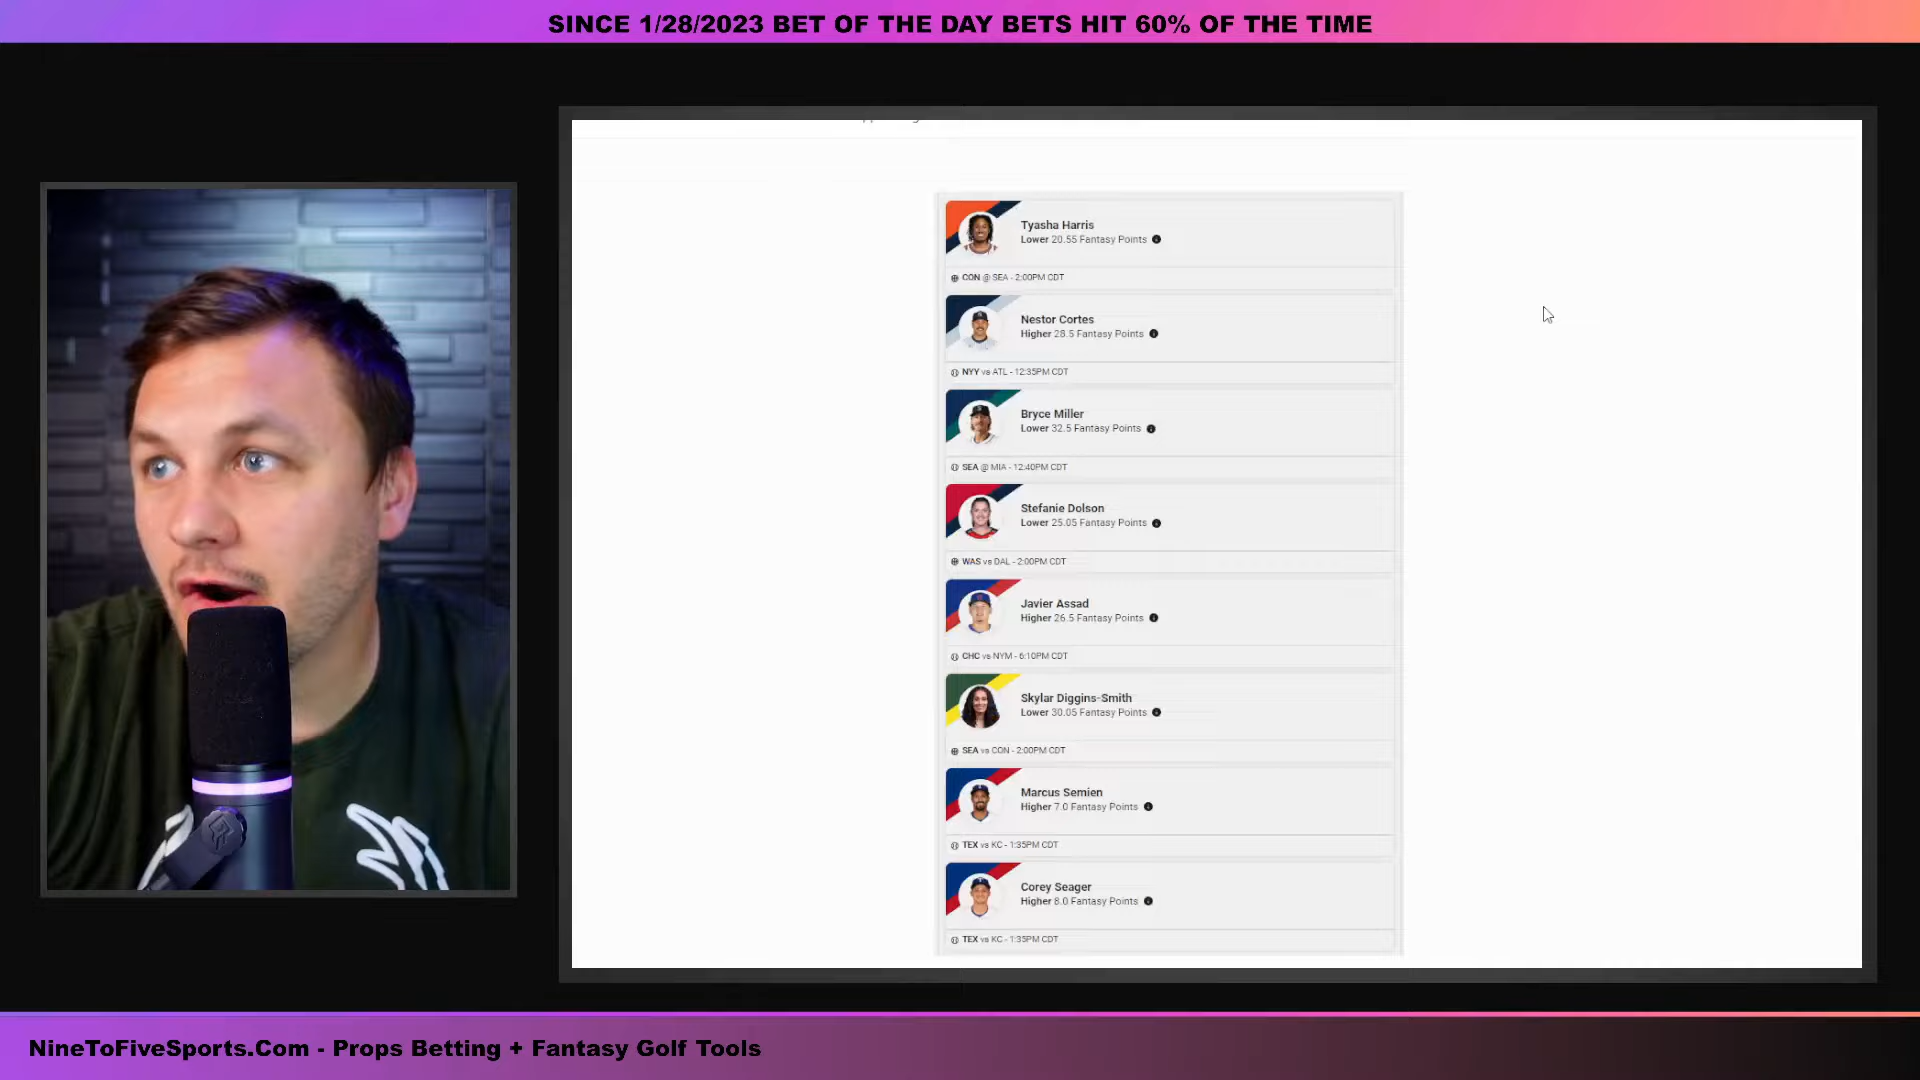 SINCE 1/28/2023 BET OF THE DAY BETS HIT 60% OF THE TIME
Tyasha Harris
Lower 20.55 Fantasy Points
CON @ SEA - 2:00PM CDT
Nestor Cortes
Higher 28.5 Fantasy Points
NYY vs ATL - 12:35PM CDT
Bryce Miller
Lower 32.5 Fantasy Points
SEA @ MIA - 12:40PM CDT
Stefanie Dolson
Lower 25.05 Fantasy Points
WAS vs DAL - 2:00PM CDT
Javier Assad
Higher 26.5 Fantasy Points
CHC vs NYM - 6:10PM CDT
Skylar Diggins-Smith
Lower 30.05 Fantasy Points
SEA vs CON - 2:00PM CDT
Marcus Semien
Higher 7.0 Fantasy Points
TEX vs KC - 1:35PM CDT
Corey Seager
Higher 8.0 Fantasy Points
TEX vs KC - 1:35PM CDT
NineToFiveSports.Com - Props Betting + Fantasy Golf Tools